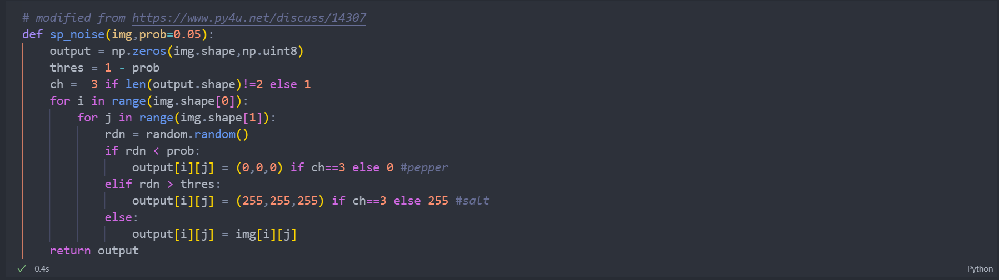 # modified from https://www.py4u.net/discuss/14307
def sp_noise(img,prob=0.05):
    output = np.zeros(img.shape,np.uint8)
    thres = 1 - prob
    ch =  3 if len(output.shape)!=2 else 1
    for i in range(img.shape[0]):
        for j in range(img.shape[1]):
            rdn = random.random()
            if rdn < prob:
                output[i][j] = (0,0,0) if ch==3 else 0 #pepper
            elif rdn > thres:
                output[i][j] = (255,255,255) if ch==3 else 255 #salt
            else:
                output[i][j] = img[i][j]
    return output
0.4s
Python